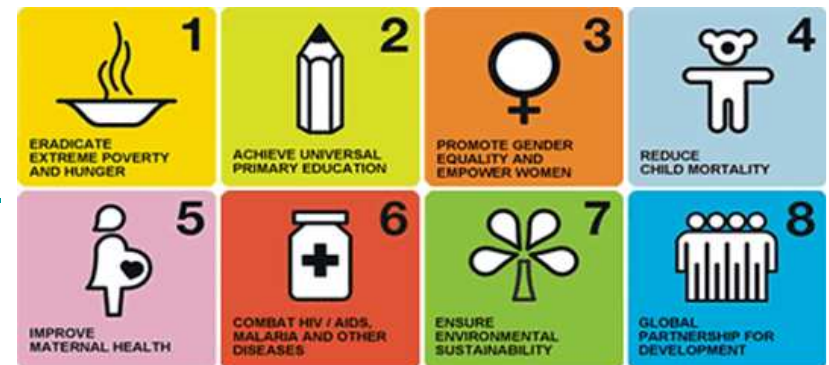 1
ERADICATE
EXTREME POVERTY
AND HUNGER
2
ACHIEVE UNIVERSAL
PRIMARY EDUCATION
3
PROMOTE GENDER
EQUALITY AND
EMPOWER WOMEN
4
REDUCE
CHILD MORTALITY
5
IMPROVE
MATERNAL HEALTH
6
COMBAT HIV / AIDS,
MALARIA AND OTHER
DISEASES
7
ENSURE
ENVIRONMENTAL
SUSTAINABILITY
8
GLOBAL
PARTNERSHIP FOR
DEVELOPMENT